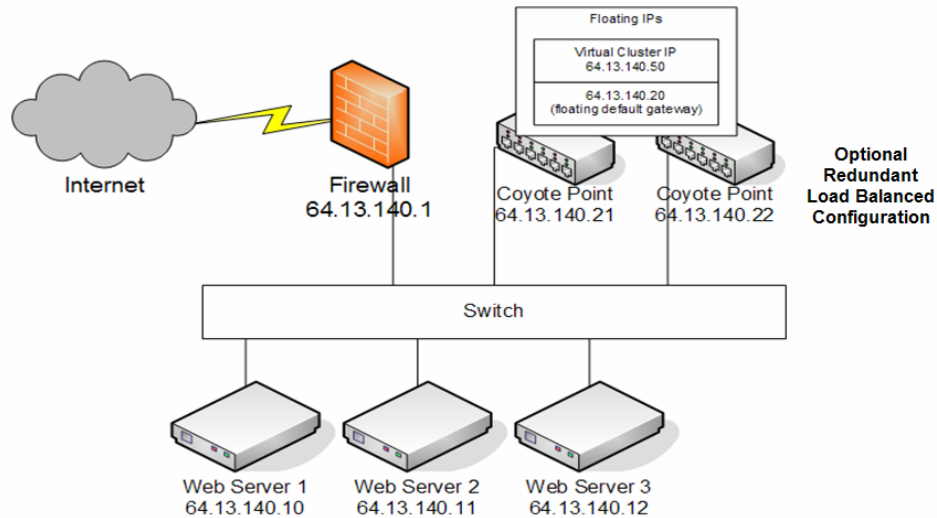 Floating IPs
Virtual Cluster IP
64.13.140.50
64.13.140.20
(floating default gateway)
Internet
Firewall
64.13.140.1
Coyote Point
64.13.140.21
Coyote Point
64.13.140.22
Optional
Redundant
Load Balanced
Configuration
Switch
Web Server 1
64.13.140.10
Web Server 2
64.13.140.11
Web Server 3
64.13.140.12